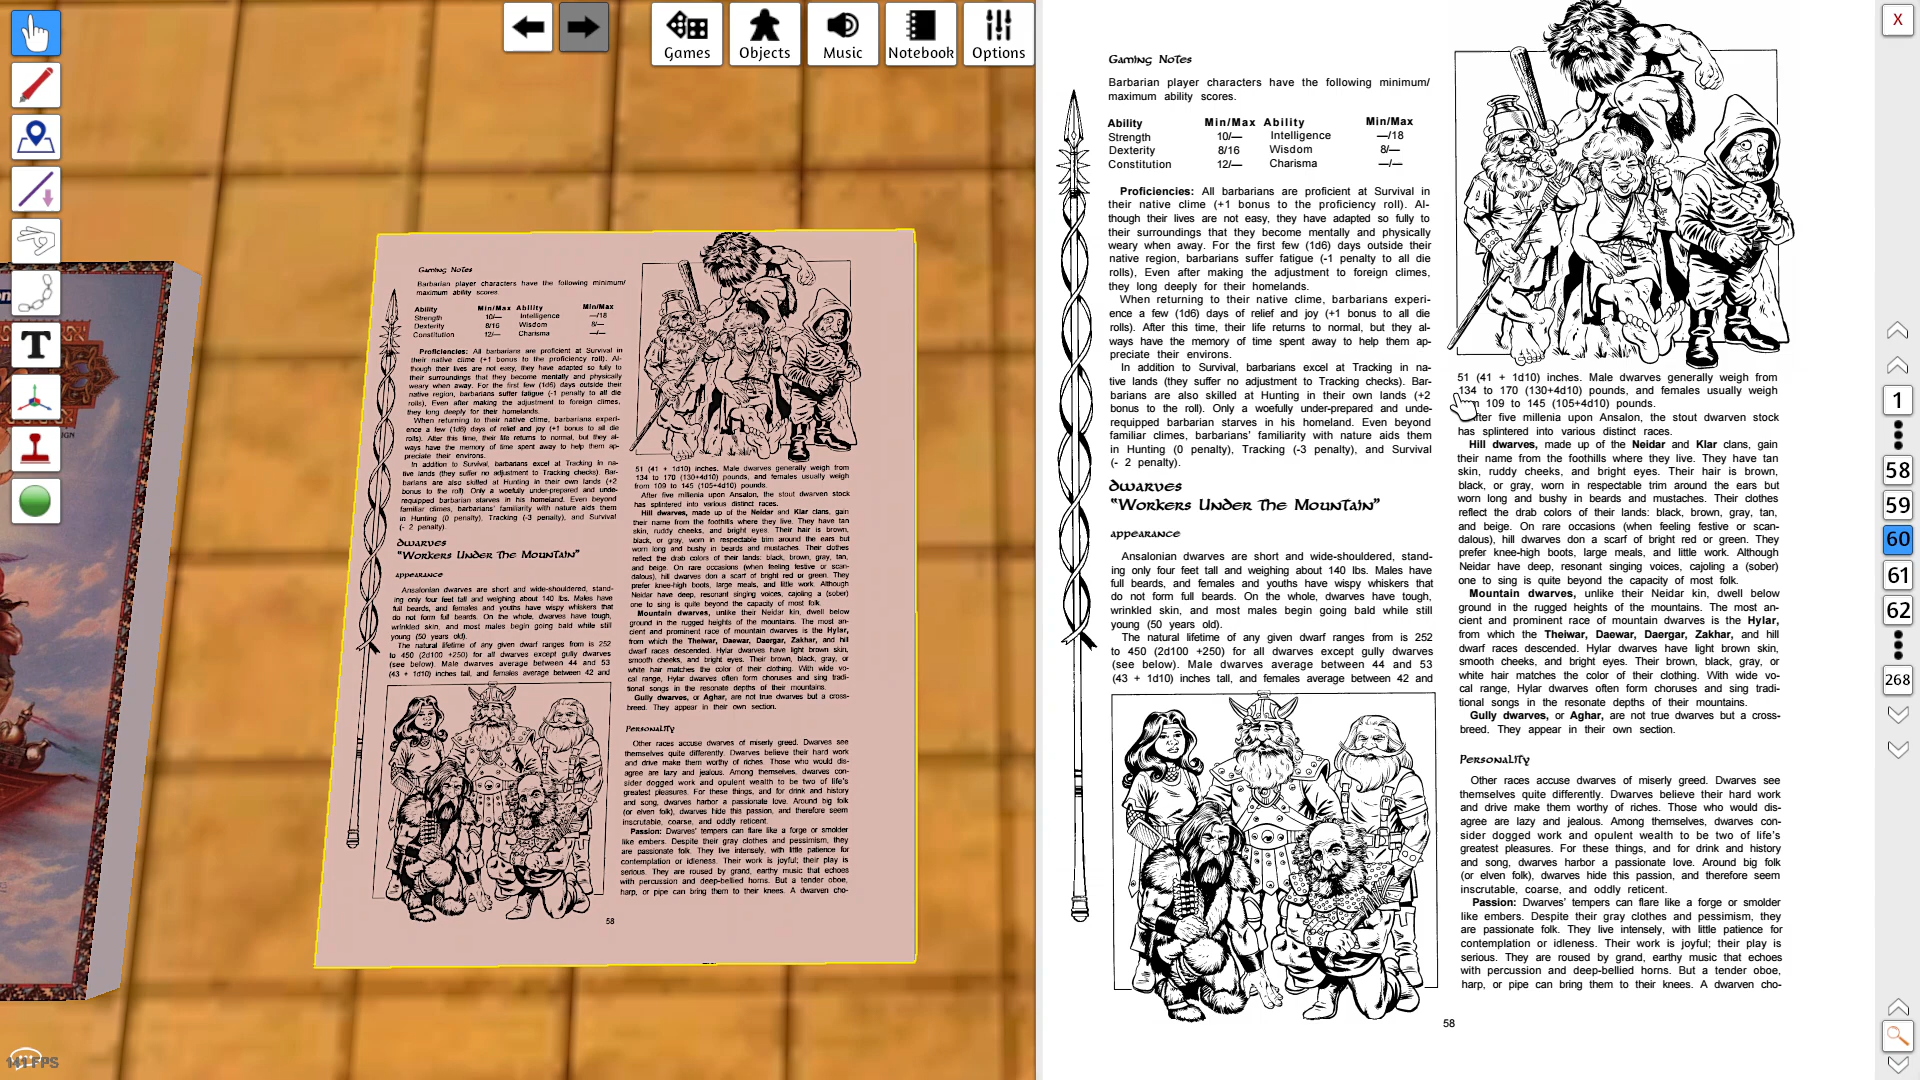 Games
Objects
Music
Notebook
Options
X
Gaming Notes
Barbarian player characters have the following minimum/
maximum ability scores.
Ability Min/Max Ability Min/Max
Strength 10/— Intelligence —/18
Dexterity 8/16 Wisdom 8/—
Constitution 12/— Charisma —/—
Proficiencies: All barbarians are proficient at Survival in
their native clime (+1 bonus to the proficiency roll). Al-
though their lives are not easy, they have adapted so fully to
their surroundings that they become mentally and physically
weary when away. For the first few (1d6) days outside their
native region, barbarians suffer fatigue (-1 penalty to all die
rolls), Even after making the adjustment to foreign climes,
they long deeply for their homelands.
When returning to their native clime, barbarians experi-
ence a few (1d6) days of relief and joy (+1 bonus to all die
rolls). After this time, their life returns to normal, but they al-
ways have the memory of time spent away to help them ap-
preciate their environs.
In addition to Survival, barbarians excel at Tracking in na-
tive lands (they suffer no adjustment to Tracking checks). Bar-
barians are also skilled at Hunting in their own lands (+2
bonus to the roll). Only a woefully under-prepared and unde-
requipped barbarian starves in his homeland. Even beyond
familiar climes, barbarians' familiarity with nature aids them
in Hunting (0 penalty), Tracking (-3 penalty), and Survival
(- 2 penalty).
Dwarves
"Workers Under The Mountain"
Appearance
Ansalonian dwarves are short and wide-shouldered, stand-
ing only four feet tall and weighing about 140 lbs. Males have
full beards, and females and youths have wispy whiskers that
do not form full beards. On the whole, dwarves have tough,
wrinkled skin, and most males begin going bald while still
young (50 years old).
The natural lifetime of any given dwarf ranges from is 252
to 450 (2d100 +250) for all dwarves except gully dwarves
(see below). Male dwarves average between 44 and 53
(43 + 1d10) inches tall, and females average between 42 and
51 (41 + 1d10) inches. Male dwarves generally weigh from
134 to 170 (130+4d10) pounds, and females usually weigh
from 109 to 145 (105+4d10) pounds.
After five millenia upon Ansalon, the stout dwarven stock
has splintered into various distinct races.
Hill dwarves, made up of the Neidar and Klar clans, gain
their name from the foothills where they live. They have tan
skin, ruddy cheeks, and bright eyes. Their hair is brown,
black, or gray, worn in respectable trim around the ears but
worn long and bushy in beards and mustaches. Their clothes
reflect the drab colors of their lands: black, brown, gray, tan,
and beige. On rare occasions (when feeling festive or scan-
dalous), hill dwarves don a scarf of bright red or green. They
prefer knee-high boots, large meals, and little work. Although
Neidar have deep, resonant singing voices, cajoling a (sober)
one to sing is quite beyond the capacity of most folk.
Mountain dwarves, unlike their Neidar kin, dwell below
ground in the rugged heights of the mountains. The most an-
cient and prominent race of mountain dwarves is the Hylar,
from which the Theiwar, Daewar, Daergar, Zakhar, and hill
dwarf races descended. Hylar dwarves have light brown skin,
smooth cheeks, and bright eyes. Their brown, black, gray, or
white hair matches the color of their clothing. With wide vo-
cal range, Hylar dwarves often form choruses and sing tradi-
tional songs in the resonate depths of their mountains.
Gully dwarves, or Aghar, are not true dwarves but a cross-
breed. They appear in their own section.
Personality
Other races accuse dwarves of miserly greed. Dwarves see
themselves quite differently. Dwarves believe their hard work
and drive make them worthy of riches. Those who would dis-
agree are lazy and jealous. Among themselves, dwarves con-
sider dogged work and opulent wealth to be two of life's
greatest pleasures. For these things, and for drink and history
and song, dwarves harbor a passionate love. Around big folk
(or elven folk), dwarves hide this passion, and therefore seem
inscrutable, coarse, and oddly reticent.
Passion: Dwarves' tempers can flare like a forge or smolder
like embers. Despite their gray clothes and pessimism, they
are passionate folk. They live intensely, with little patience for
contemplation or idleness. Their work is joyful; their play is
serious. They are roused by grand, earthy music that echoes
with percussion and deep-bellied horns. But a tender oboe,
harp, or pipe can bring them to their knees. A dwarven cho-
58
1
58
59
60
61
62
268
T
141 FPS